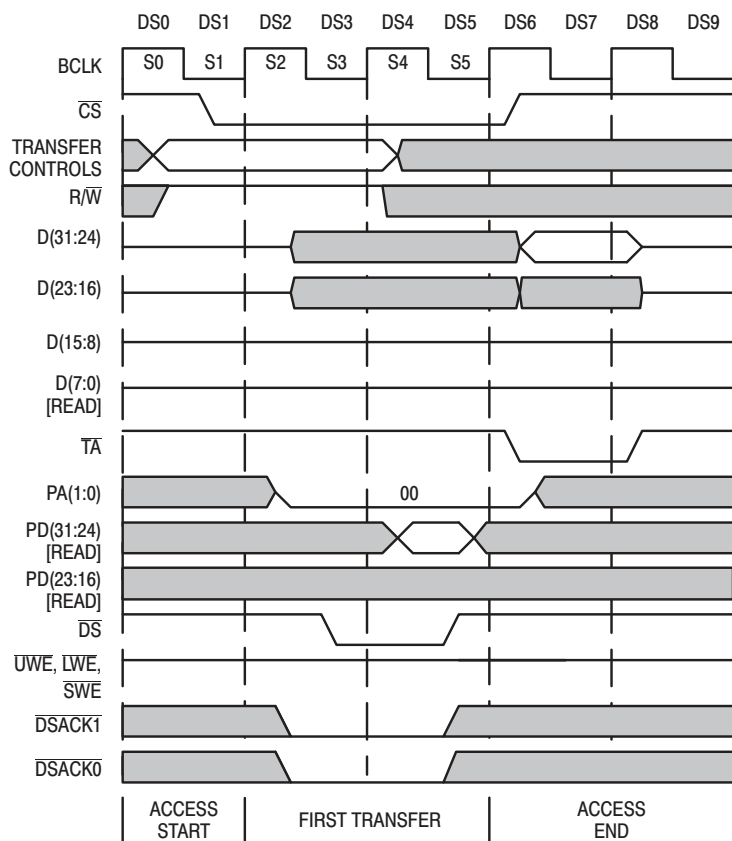 DS0 DS1 DS2 DS3 DS4 DS5 DS6 DS7 DS8 DS9
BCLK S0 S1 S2 S3 S4 S5
CS
TRANSFER
CONTROLS
R/W
D(31:24)
D(23:16)
D(15:8)
D(7:0)
[READ]
TA
PA(1:0) 00
PD(31:24)
[READ]
PD(23:16)
[READ]
DS
UWE, LWE,
SWE
DSACK1
DSACK0
ACCESS
START
FIRST TRANSFER
ACCESS
END